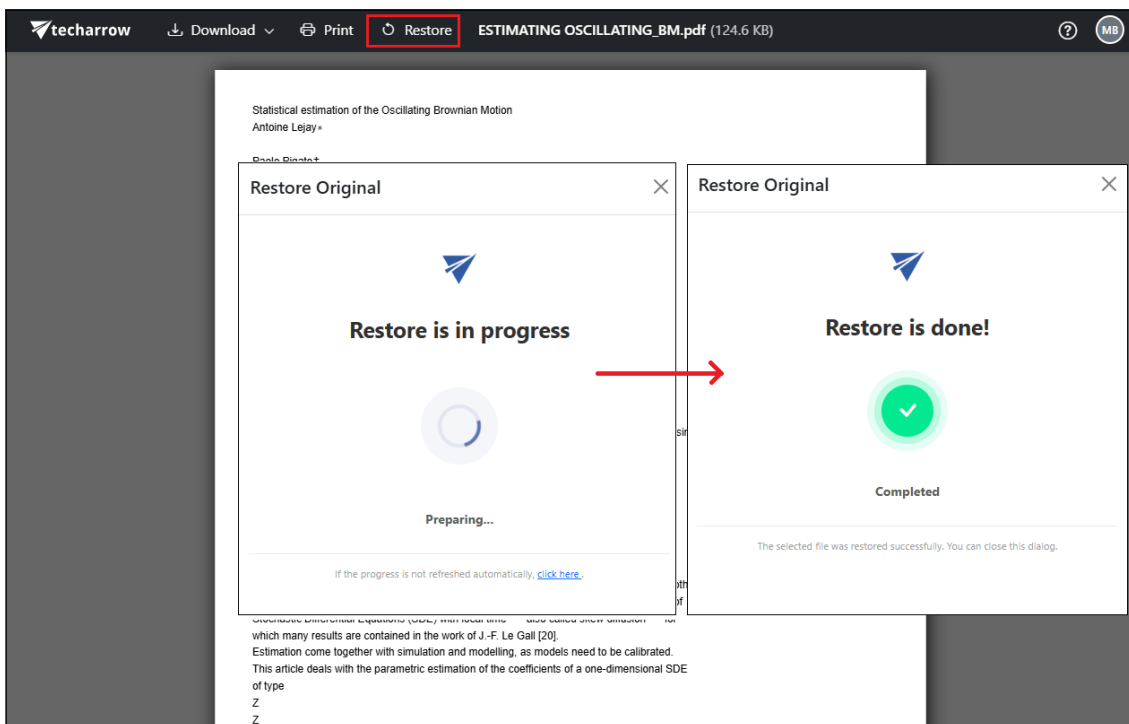 techarrow Download Print Restore ESTIMATING OSCILLATING_BM.pdf (124.6 KB) ? MB
Statistical estimation of the Oscillating Brownian Motion
Antoine Lejay*
Restore Original
Restore is in progress
Preparing...
If the progress is not refreshed automatically, click here .
Restore Original
Restore is done!
Completed
The selected file was restored successfully. You can close this dialog.
which many results are contained in the work of J.-F. Le Gall [20].
Estimation come together with simulation and modelling, as models need to be calibrated.
This article deals with the parametric estimation of the coefficients of a one-dimensional SDE
of type
Z
Z